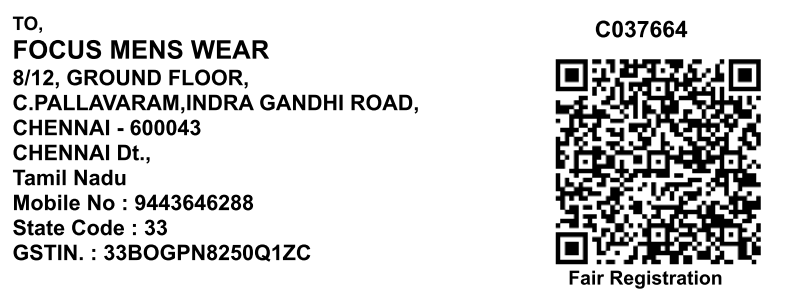 TO,
FOCUS MENS WEAR
8/12, GROUND FLOOR,
C.PALLAVARAM,INDRA GANDHI ROAD,
CHENNAI - 600043
CHENNAI Dt.,
Tamil Nadu
Mobile No : 9443646288
State Code : 33
GSTIN. : 33BOGPN8250Q1ZC
C037664
Fair Registration